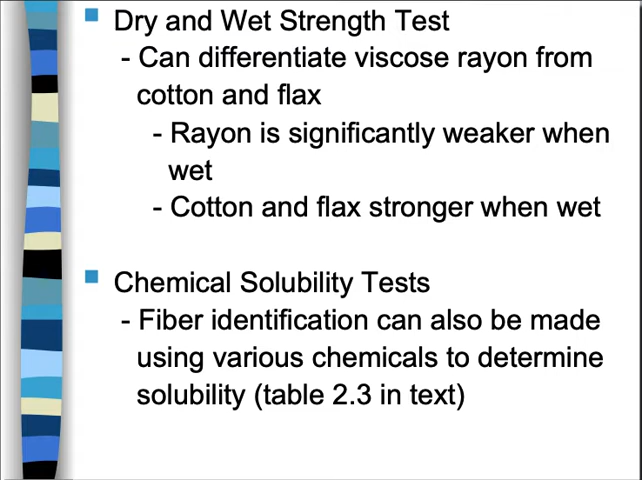 Dry and Wet Strength Test
- Can differentiate viscose rayon from
cotton and flax
- Rayon is significantly weaker when
wet
- Cotton and flax stronger when wet
Chemical Solubility Tests
- Fiber identification can also be made
using various chemicals to determine
solubility (table 2.3 in text)